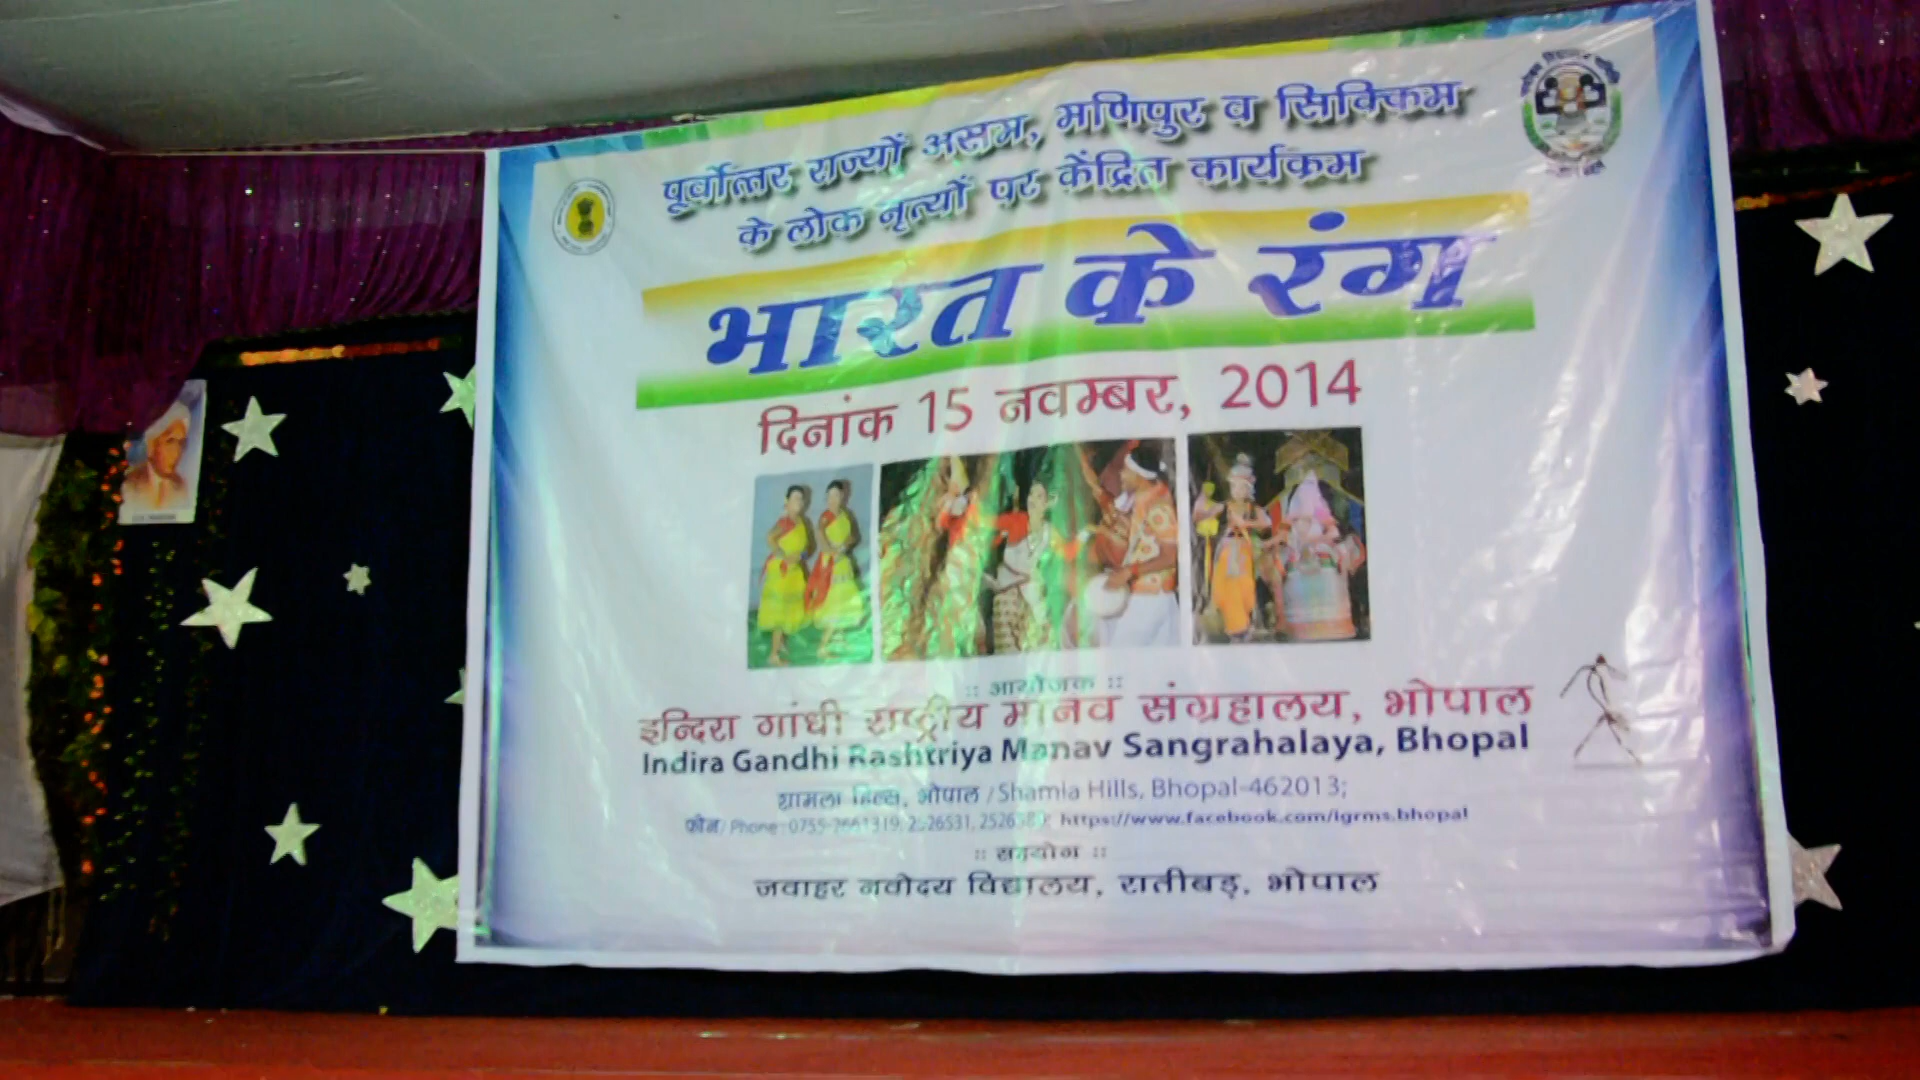 पूर्वोत्तर राज्यों असम, मणिपुर व सिक्किम
के लोक नृत्यों पर केंद्रित कार्यक्रम
भारत के रंग
दिनांक 15 नवम्बर, 2014
:: आयोजक ::
इन्दिरा गांधी राष्ट्रीय मानव संग्रहालय, भोपाल
Indira Gandhi Rashtriya Manav Sangrahalaya, Bhopal
शामला हिल्स, भोपाल / Shamla Hills, Bhopal-462013;
फोन/ Phone https://www.facebook.com/igrms.bhopal
:: सहयोग ::
जवाहर नवोदय विद्यालय, रातीबड़, भोपाल